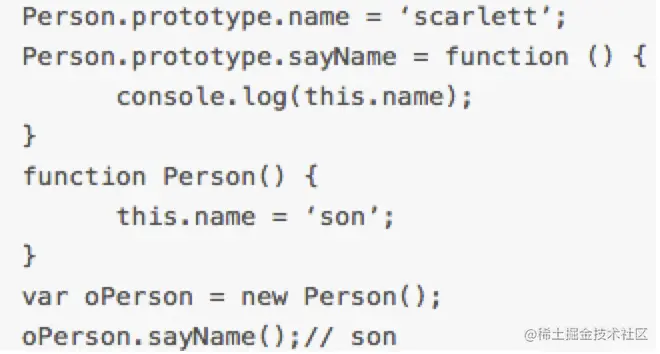 Person.prototype.name = ‘scarlett’;
Person.prototype.sayName = function () {
console.log(this.name);
}
function Person() {
this.name = ‘son’;
}
var oPerson = new Person();
oPerson.sayName();// son
@稀土掘金技术社区